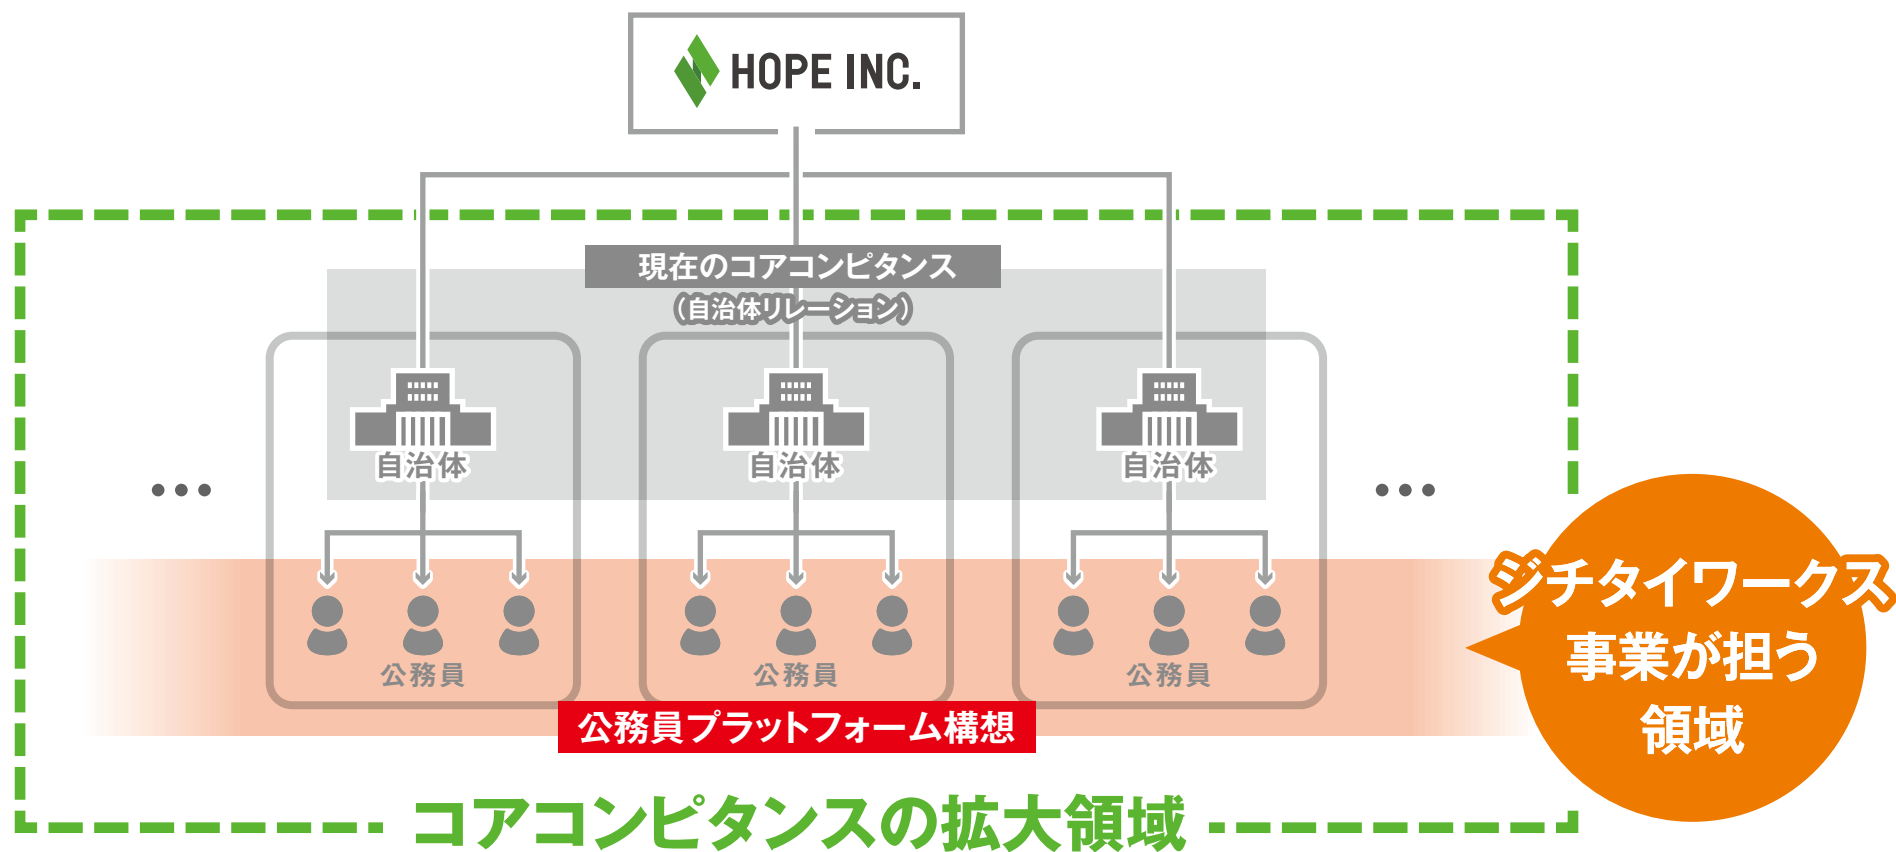 HOPE INC.
現在のコアコンピタンス
（自治体リレーション）
自治体
自治体
自治体
公務員
公務員
公務員
公務員プラットフォーム構想
ジチタイワークス
事業が担う
領域
コアコンピタンスの拡大領域